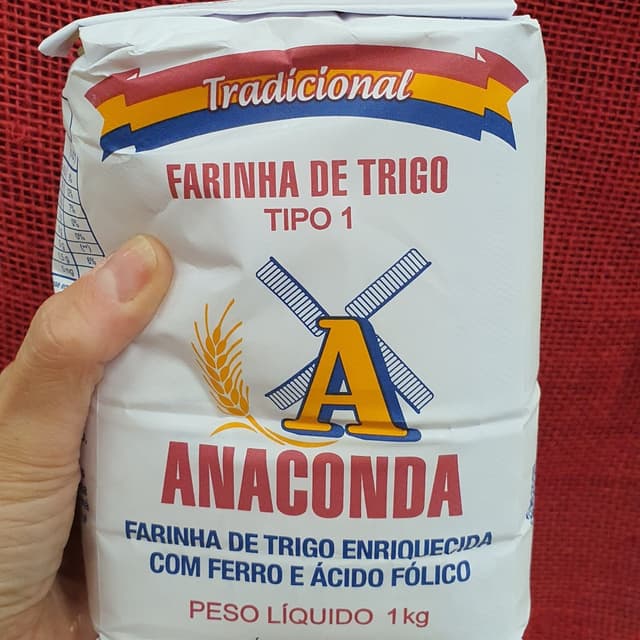 Tradicional
FARINHA DE TRIGO
TIPO 1
A
ANACONDA
FARINHA DE TRIGO ENRIQUECIDA
COM FERRO E ÁCIDO FÓLICO
PESO LÍQUIDO 1kg